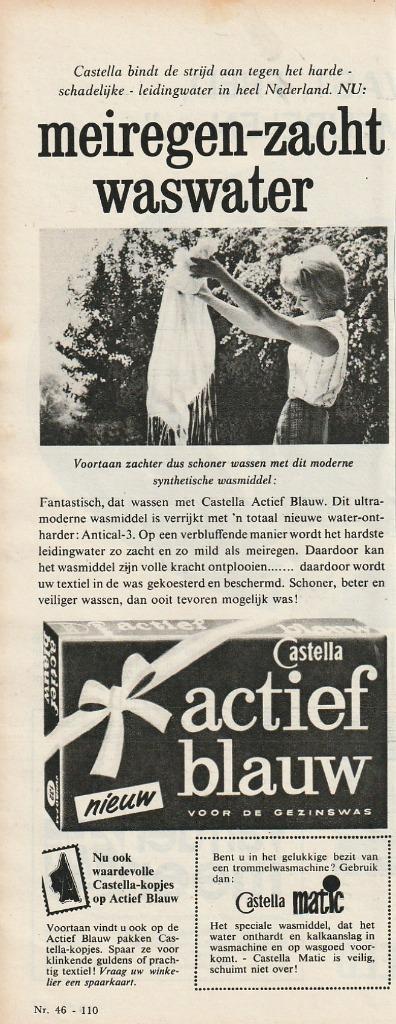 Castella bindt de strijd aan tegen het harde -
schadelijke - leidingwater in heel Nederland. NU:
meiregen-zacht
waswater
Voortaan zachter dus schoner wassen met dit moderne
synthetische wasmiddel:
Fantastisch, dat wassen met Castella Actief Blauw. Dit ultra-
moderne wasmiddel is verrijkt met 'n totaal nieuwe water-ont-
harder: Antical-3. Op een verbluffende manier wordt het hardste
leidingwater zo zacht en zo mild als meiregen. Daardoor kan
het wasmiddel zijn volle kracht ontplooien....... daardoor wordt
uw textiel in de was gekoesterd en beschermd. Schoner, beter en
veiliger wassen, dan ooit tevoren mogelijk was!
actief blauw
actief
blauw
Castella
actief
blauw
nieuw
VOOR DE GEZINSWAS
Nu ook
waardevolle
Castella-kopjes
op Actief Blauw
Voortaan vindt u ook op de
Actief Blauw pakken Cas-
tella-kopjes. Spaar ze voor
klinkende guldens of prach-
tig textiel! Vraag uw winke-
lier een spaarkaart.
Bent u in het gelukkige bezit van
een trommelwasmachine? Gebruik
dan:
Castella matic
Het speciale wasmiddel, dat het
water onthardt en kalkaanslag in
wasmachine en op wasgoed voor-
komt. - Castella Matic is veilig,
schuimt niet over!
Nr. 46 - 110